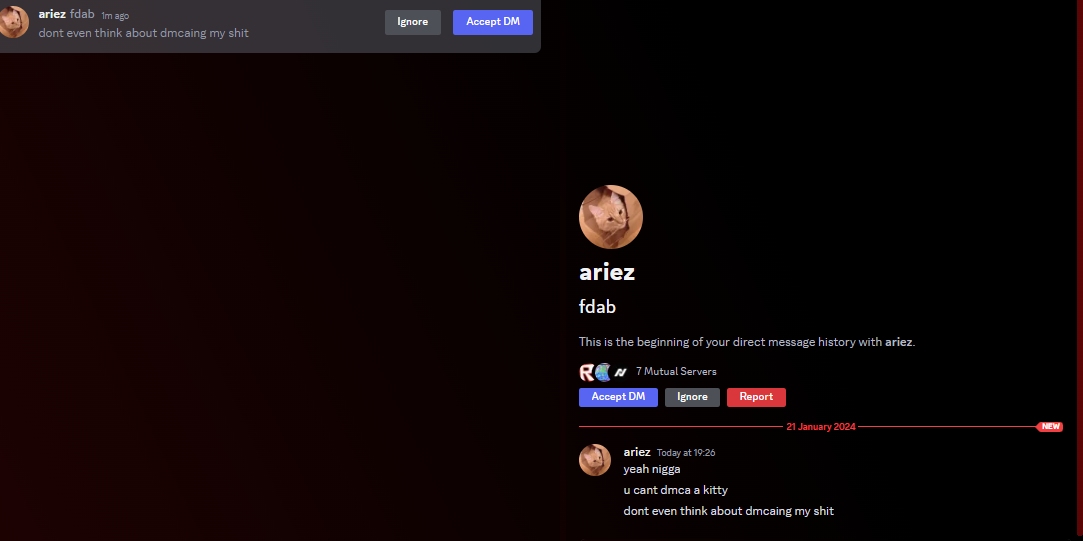 ariez fdab 1m ago
dont even think about dmcaing my shit
Ignore
Accept DM
ariez
fdab
This is the beginning of your direct message history with ariez.
7 Mutual Servers
Accept DM
Ignore
Report
21 January 2024
NEW
ariez Today at 19:26
yeah nigga
u cant dmca a kitty
dont even think about dmcaing my shit